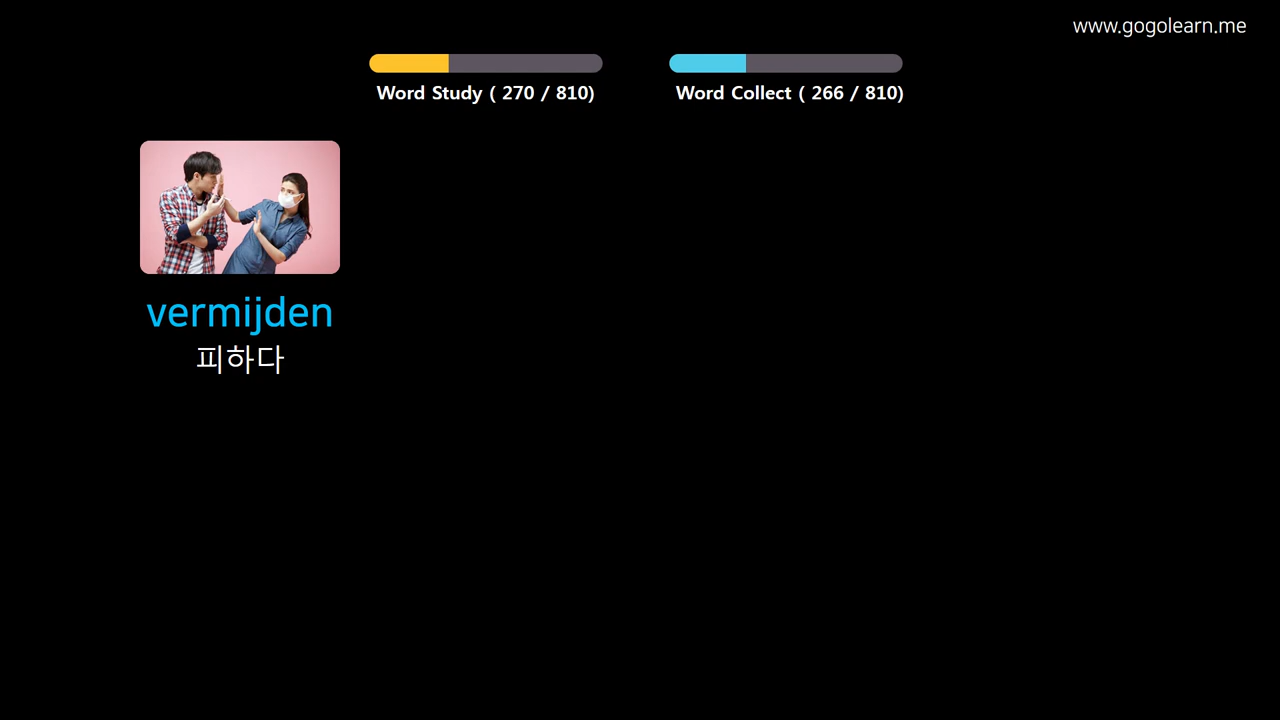 www.gogolearn.me
Word Study ( 270 / 810)
Word Collect ( 266 / 810)
vermijden
피하다